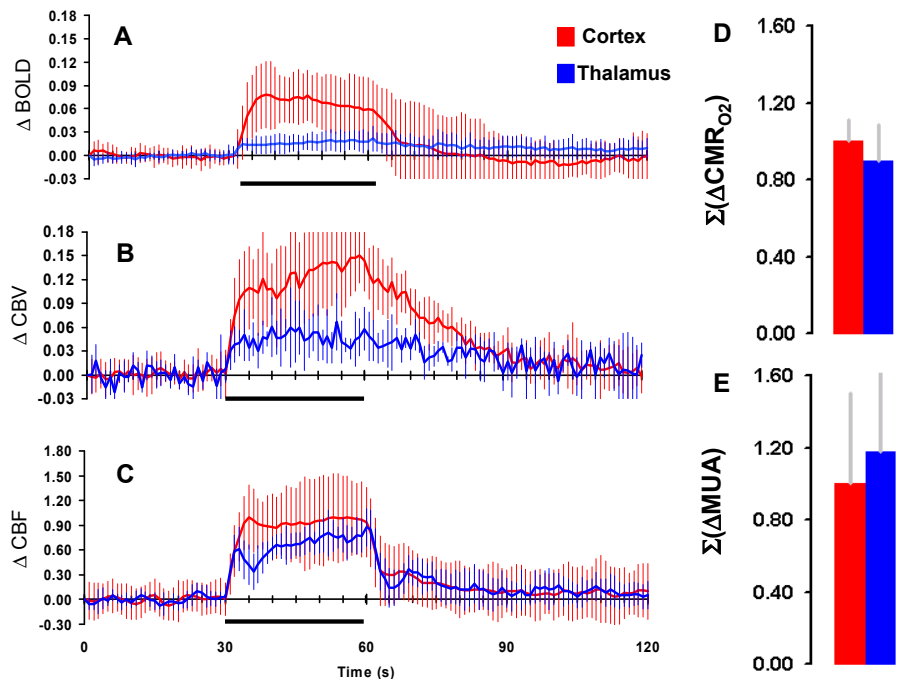 A
Δ BOLD
0.18
0.15
0.12
0.09
0.06
0.03
0.00
-0.03
Cortex
Thalamus
B
Δ CBV
0.18
0.15
0.12
0.09
0.06
0.03
0.00
-0.03
C
Δ CBF
1.80
1.50
1.20
0.90
0.60
0.30
0.00
-0.30
0 30 60 90 120
Time (s)
D
Σ(ΔCMRO2)
1.60
1.20
0.80
0.40
0.00
E
Σ(ΔMUA)
1.60
1.20
0.80
0.40
0.00